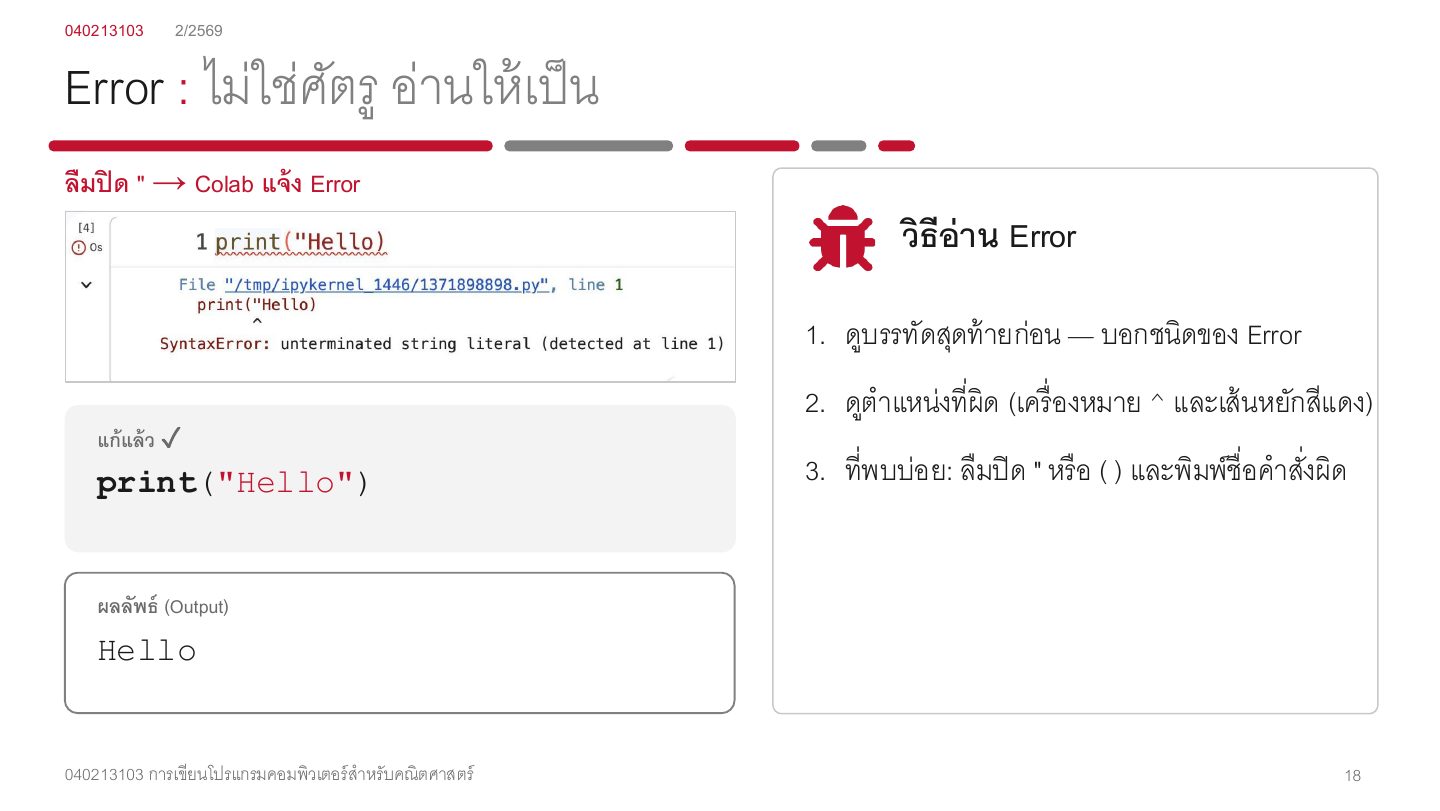 040213103 2/2569
Error : ไม่ใช่ศัตรู อ่านให้เป็น
ลืมปิด " → Colab แจ้ง Error
[4]
0s
1 print("Hello)
File "/tmp/ipykernel_1446/1371898898.py", line 1
print("Hello)
^
SyntaxError: unterminated string literal (detected at line 1)
แก้แล้ว ✓
print("Hello")
ผลลัพธ์ (Output)
Hello
วิธีอ่าน Error
1. ดูบรรทัดสุดท้ายก่อน — บอกชนิดของ Error
2. ดูตำแหน่งที่ผิด (เครื่องหมาย ^ และเส้นหยักสีแดง)
3. ที่พบบ่อย: ลืมปิด " หรือ ( ) และพิมพ์ชื่อคำสั่งผิด
040213103 การเขียนโปรแกรมคอมพิวเตอร์สำหรับคณิตศาสตร์
18